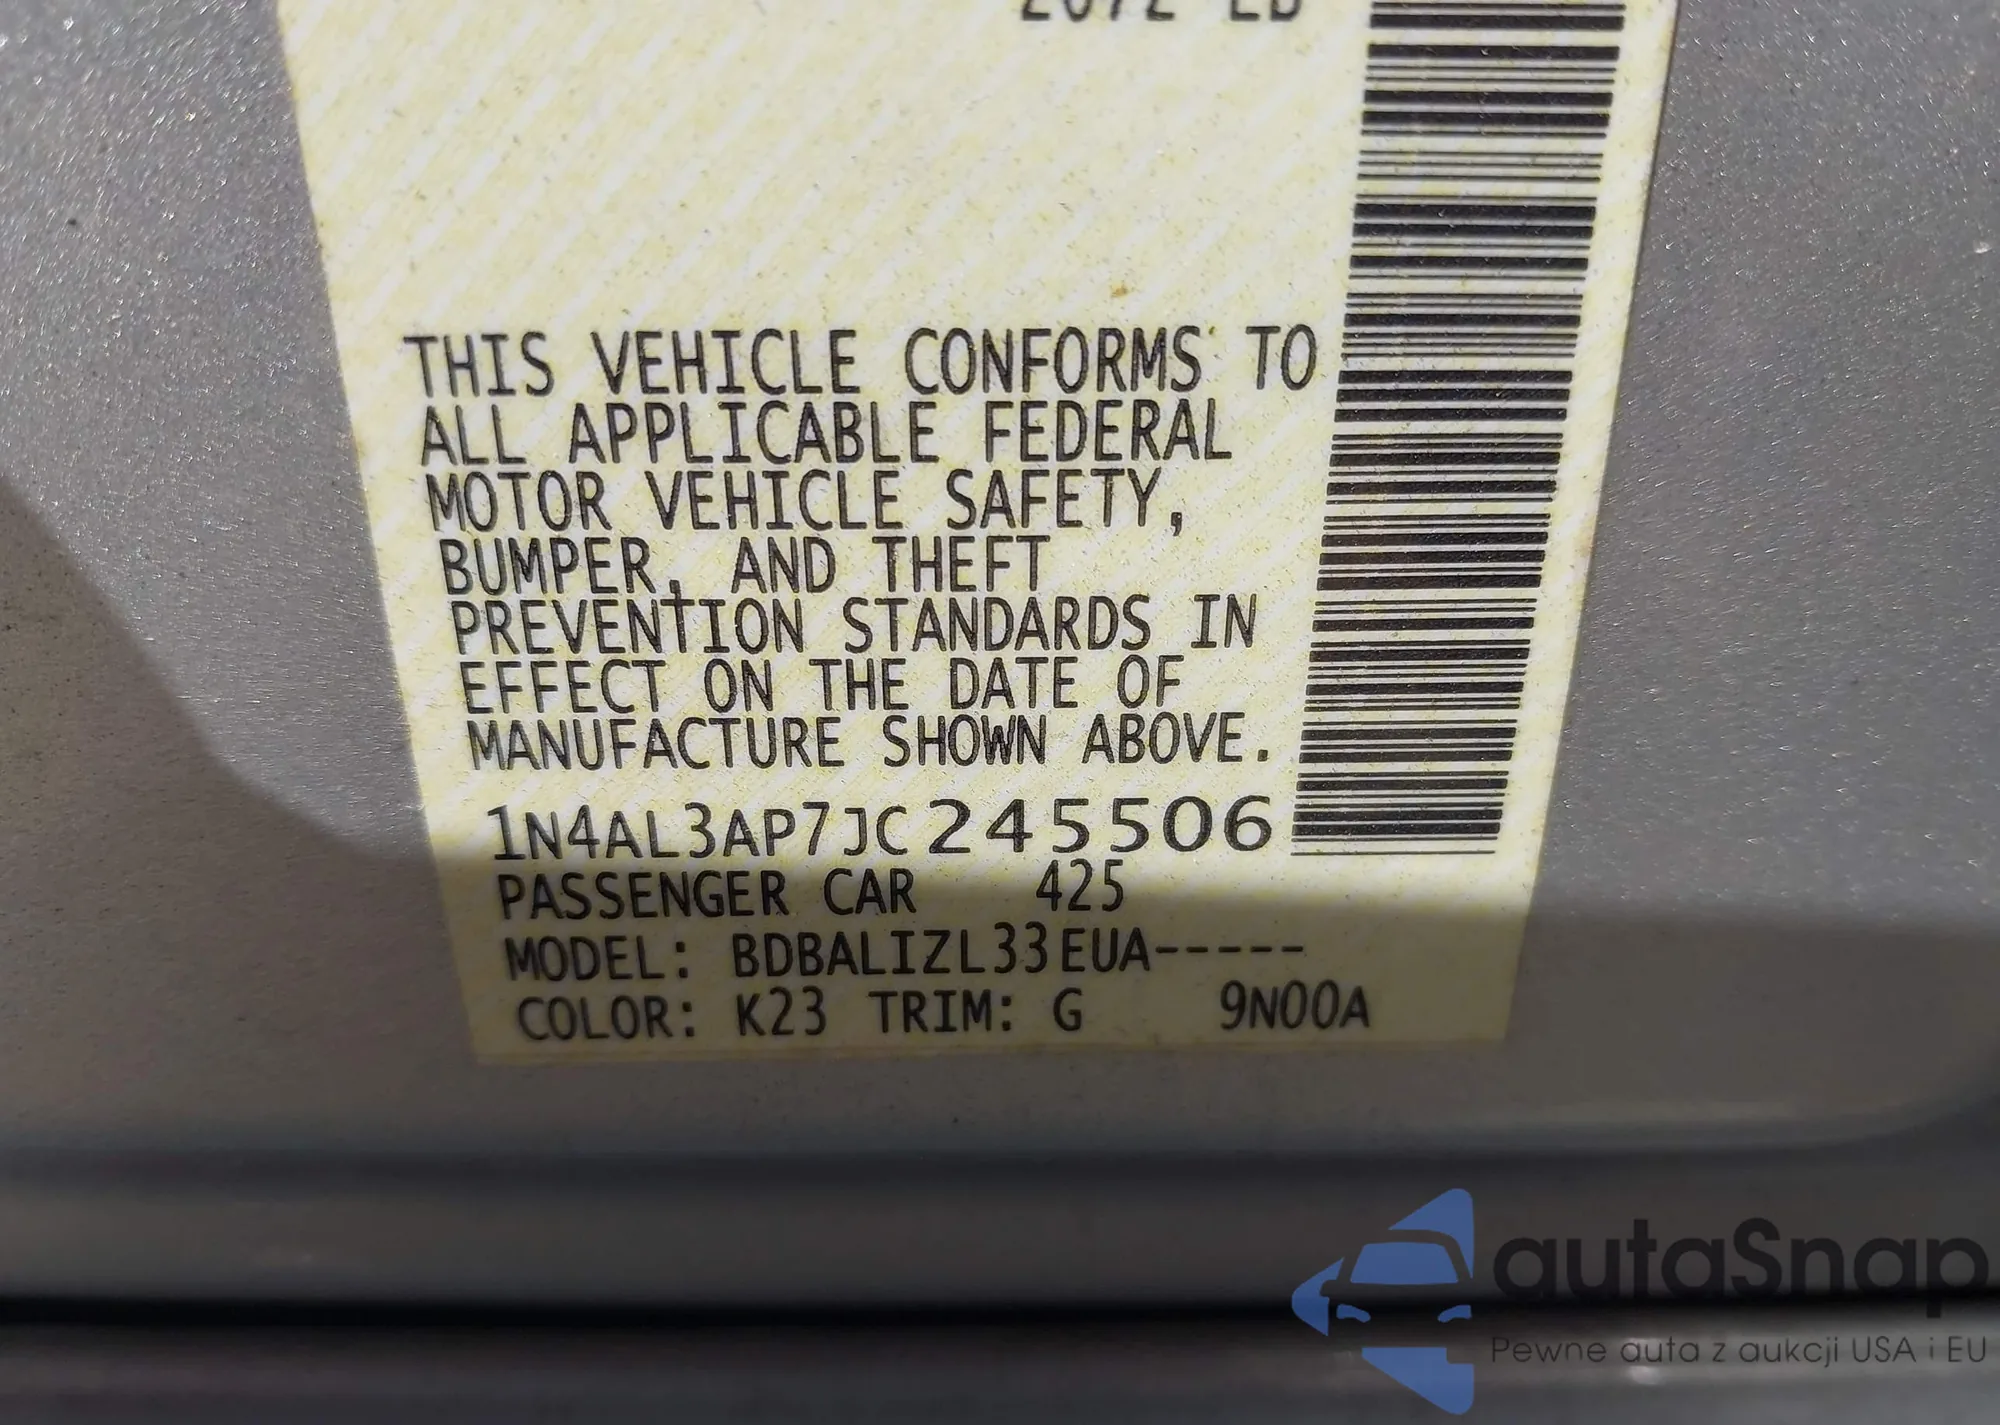 2672 LB
THIS VEHICLE CONFORMS TO
ALL APPLICABLE FEDERAL
MOTOR VEHICLE SAFETY,
BUMPER, AND THEFT
PREVENTION STANDARDS IN
EFFECT ON THE DATE OF
MANUFACTURE SHOWN ABOVE.
1N4AL3AP7JC245506
PASSENGER CAR 425
MODEL: BDBALIZL33EUA-----
COLOR: K23 TRIM: G 9N00A
autaSnap
Pewne auta z aukcji USA i EU